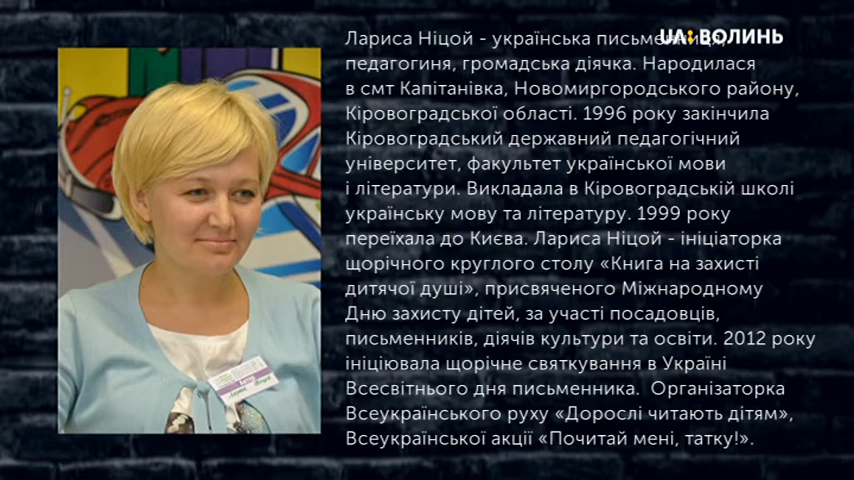 UA:ВОЛИНЬ
Лариса Ніцой - українська письменниця,
педагогиня, громадська діячка. Народилася
в смт Капітанівка, Новомиргородського району,
Кіровоградської області. 1996 року закінчила
Кіровоградський державний педагогічний
університет, факультет української мови
і літератури. Викладала в Кіровоградській школі
українську мову та літературу. 1999 року
переїхала до Києва. Лариса Ніцой - ініціаторка
щорічного круглого столу «Книга на захисті
дитячої душі», присвяченого Міжнародному
Дню захисту дітей, за участі посадовців,
письменників, діячів культури та освіти. 2012 року
ініціювала щорічне святкування в Україні
Всесвітнього дня письменника. Організаторка
Всеукраїнського руху «Дорослі читають дітям»,
Всеукраїнської акції «Почитай мені, татку!».